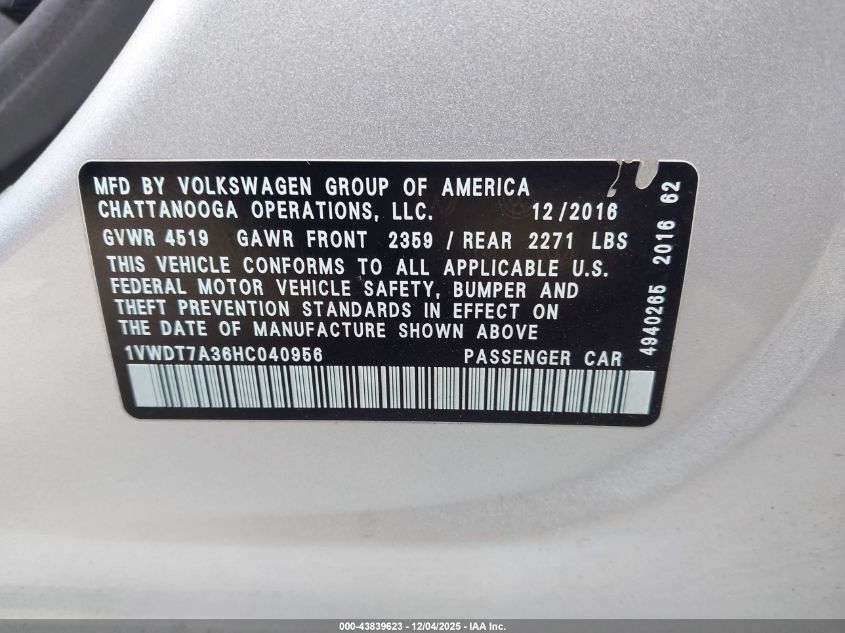 MFD BY VOLKSWAGEN GROUP OF AMERICA
CHATTANOOGA OPERATIONS, LLC. 12/2016
GVWR 4519 GAWR FRONT 2359 / REAR 2271 LBS
THIS VEHICLE CONFORMS TO ALL APPLICABLE U.S.
FEDERAL MOTOR VEHICLE SAFETY, BUMPER AND
THEFT PREVENTION STANDARDS IN EFFECT ON
THE DATE OF MANUFACTURE SHOWN ABOVE
1VWDT7A36HC040956 PASSENGER CAR
4940265 2016 62
000-43839623 - 12/04/2025 - IAA Inc.